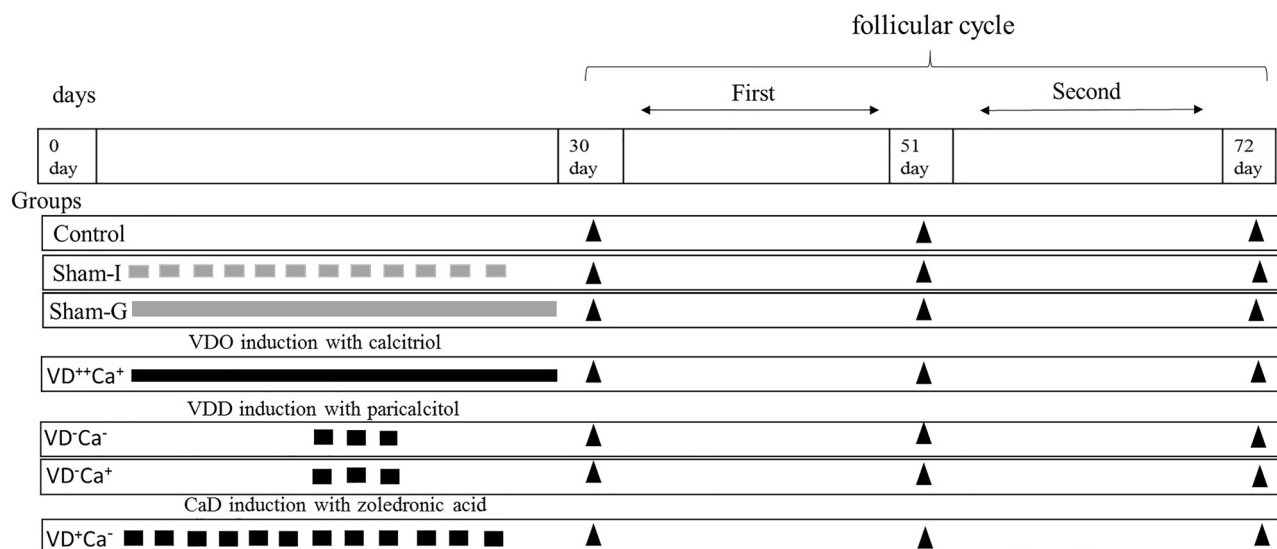 follicular cycle
days
First
Second
0
day
30
day
51
day
72
day
Groups
Control
Sham-I
Sham-G
VDO induction with calcitriol
VD⁺⁺Ca⁺
VDD induction with paricalcitol
VD⁻Ca⁻
VD⁻Ca⁺
CaD induction with zoledronic acid
VD⁺Ca⁻